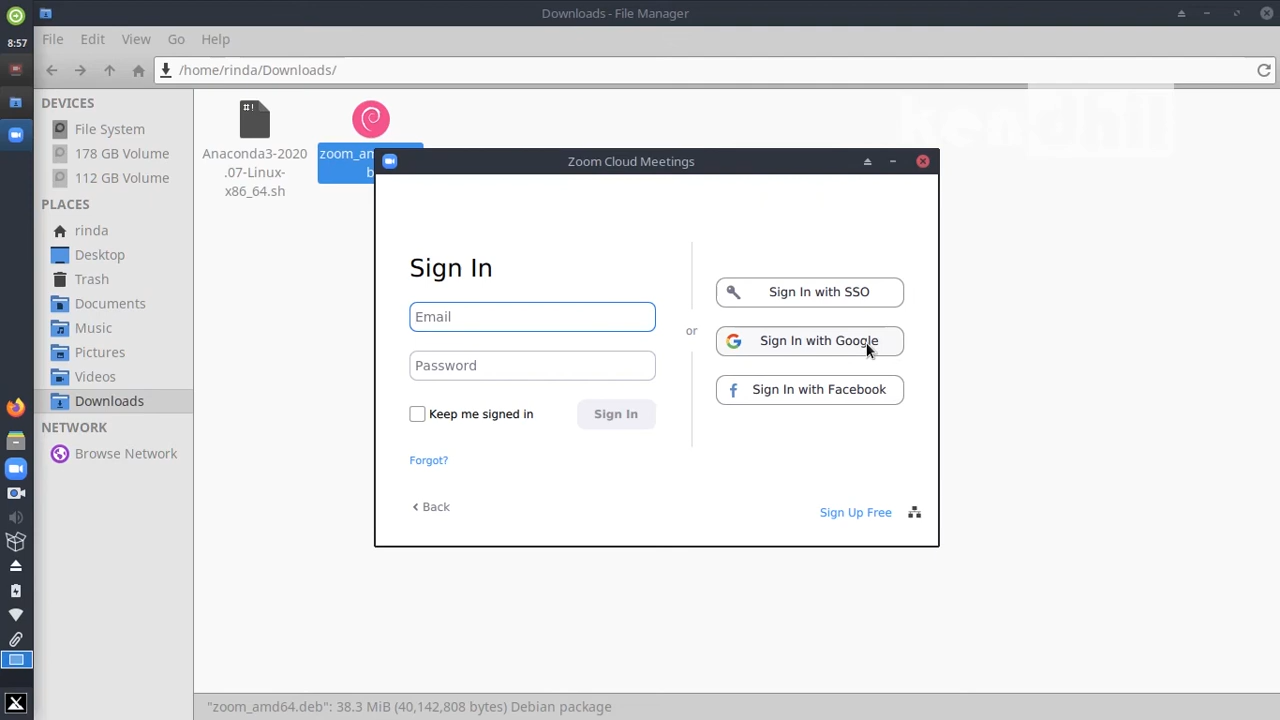 Downloads - File Manager
8:57
File Edit View Go Help
/home/rinda/Downloads/
DEVICES
File System
178 GB Volume
112 GB Volume
PLACES
rinda
Desktop
Trash
Documents
Music
Pictures
Videos
Downloads
NETWORK
Browse Network
Anaconda3-2020
.07-Linux-
x86_64.sh
zoom_am
b
kendhil
Zoom Cloud Meetings
Sign In
Email
Password
Keep me signed in
Sign In
Forgot?
Back
or
Sign In with SSO
Sign In with Google
Sign In with Facebook
Sign Up Free
"zoom_amd64.deb": 38.3 MiB (40,142,808 bytes) Debian package